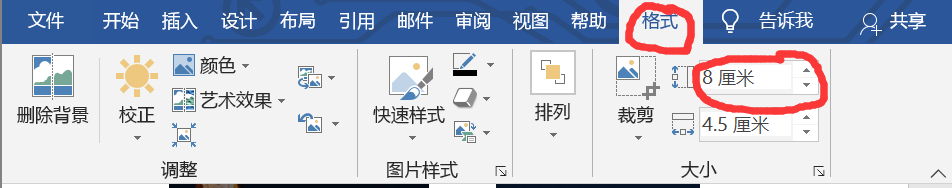 文件 开始 插入 设计 布局 引用 邮件 审阅 视图 帮助 格式 告诉我 共享
删除背景
校正
颜色
艺术效果
快速样式
排列
裁剪
8 厘米
4.5 厘米
调整
图片样式
大小